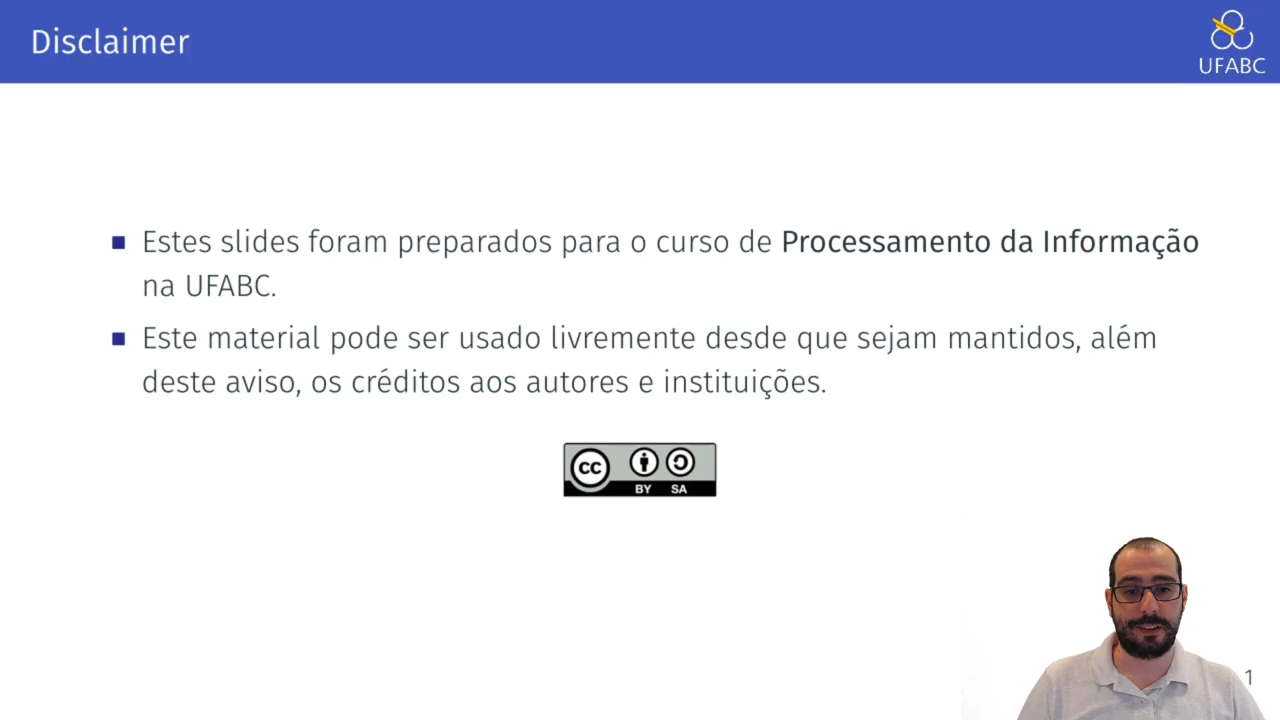 Disclaimer
UFABC
Estes slides foram preparados para o curso de Processamento da Informação
na UFABC.
Este material pode ser usado livremente desde que sejam mantidos, além
deste aviso, os créditos aos autores e instituições.
cc
BY SA
1